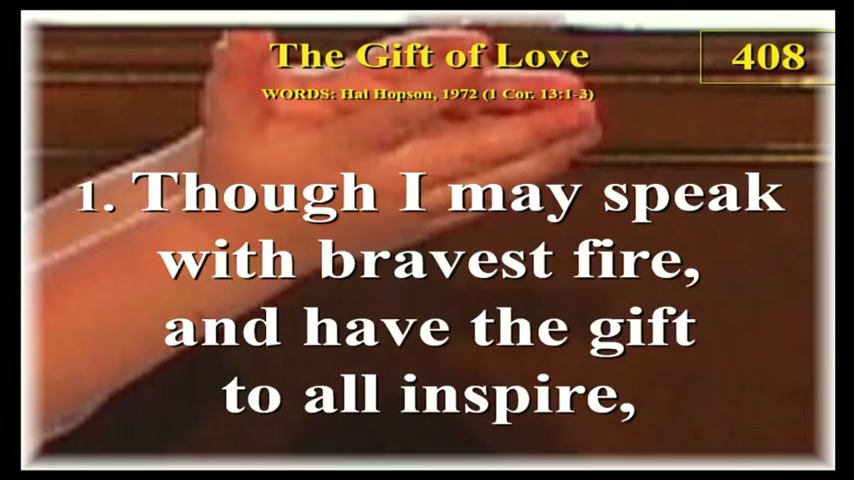 The Gift of Love
408
WORDS: Hal Hopson, 1972 (1 Cor. 13:1-3)
1. Though I may speak
with bravest fire,
and have the gift
to all inspire,